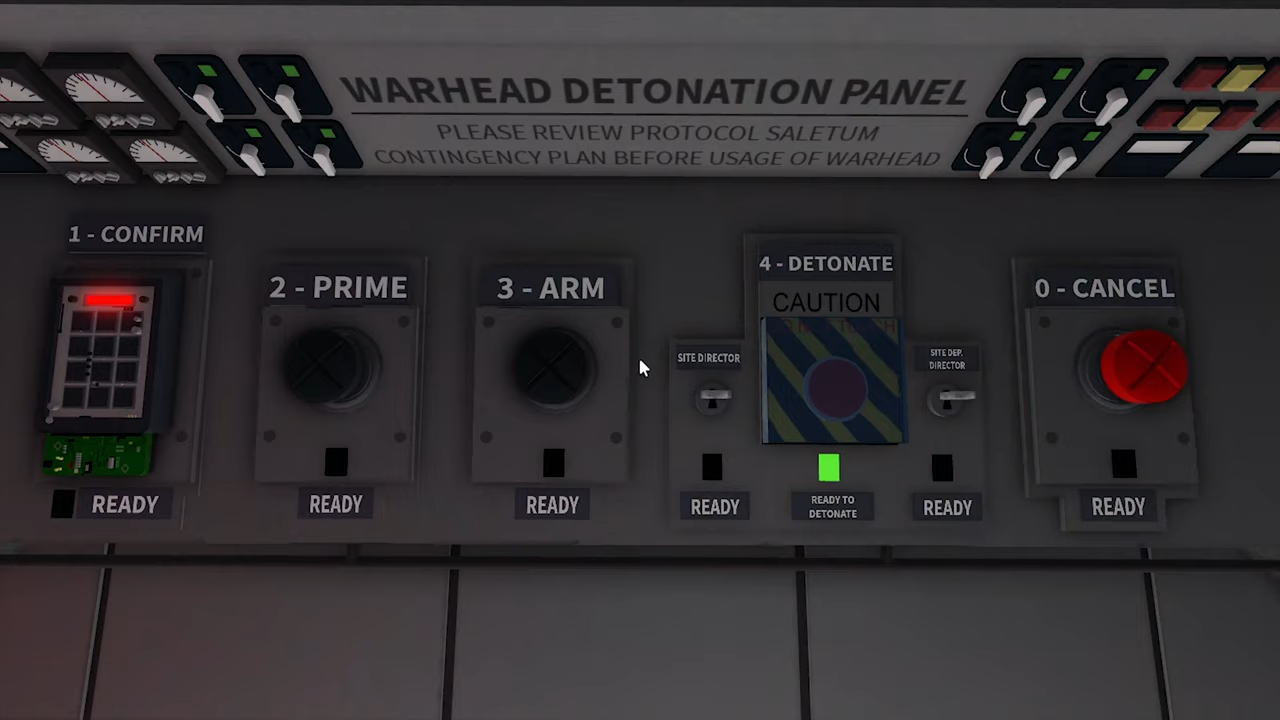 WARHEAD DETONATION PANEL
PLEASE REVIEW PROTOCOL SALETUM
CONTINGENCY PLAN BEFORE USAGE OF WARHEAD
1 - CONFIRM
2 - PRIME
3 - ARM
4 - DETONATE
0 - CANCEL
CAUTION
SITE DIRECTOR
SITE DEP.
DIRECTOR
READY
READY
READY
READY
READY TO
DETONATE
READY
READY